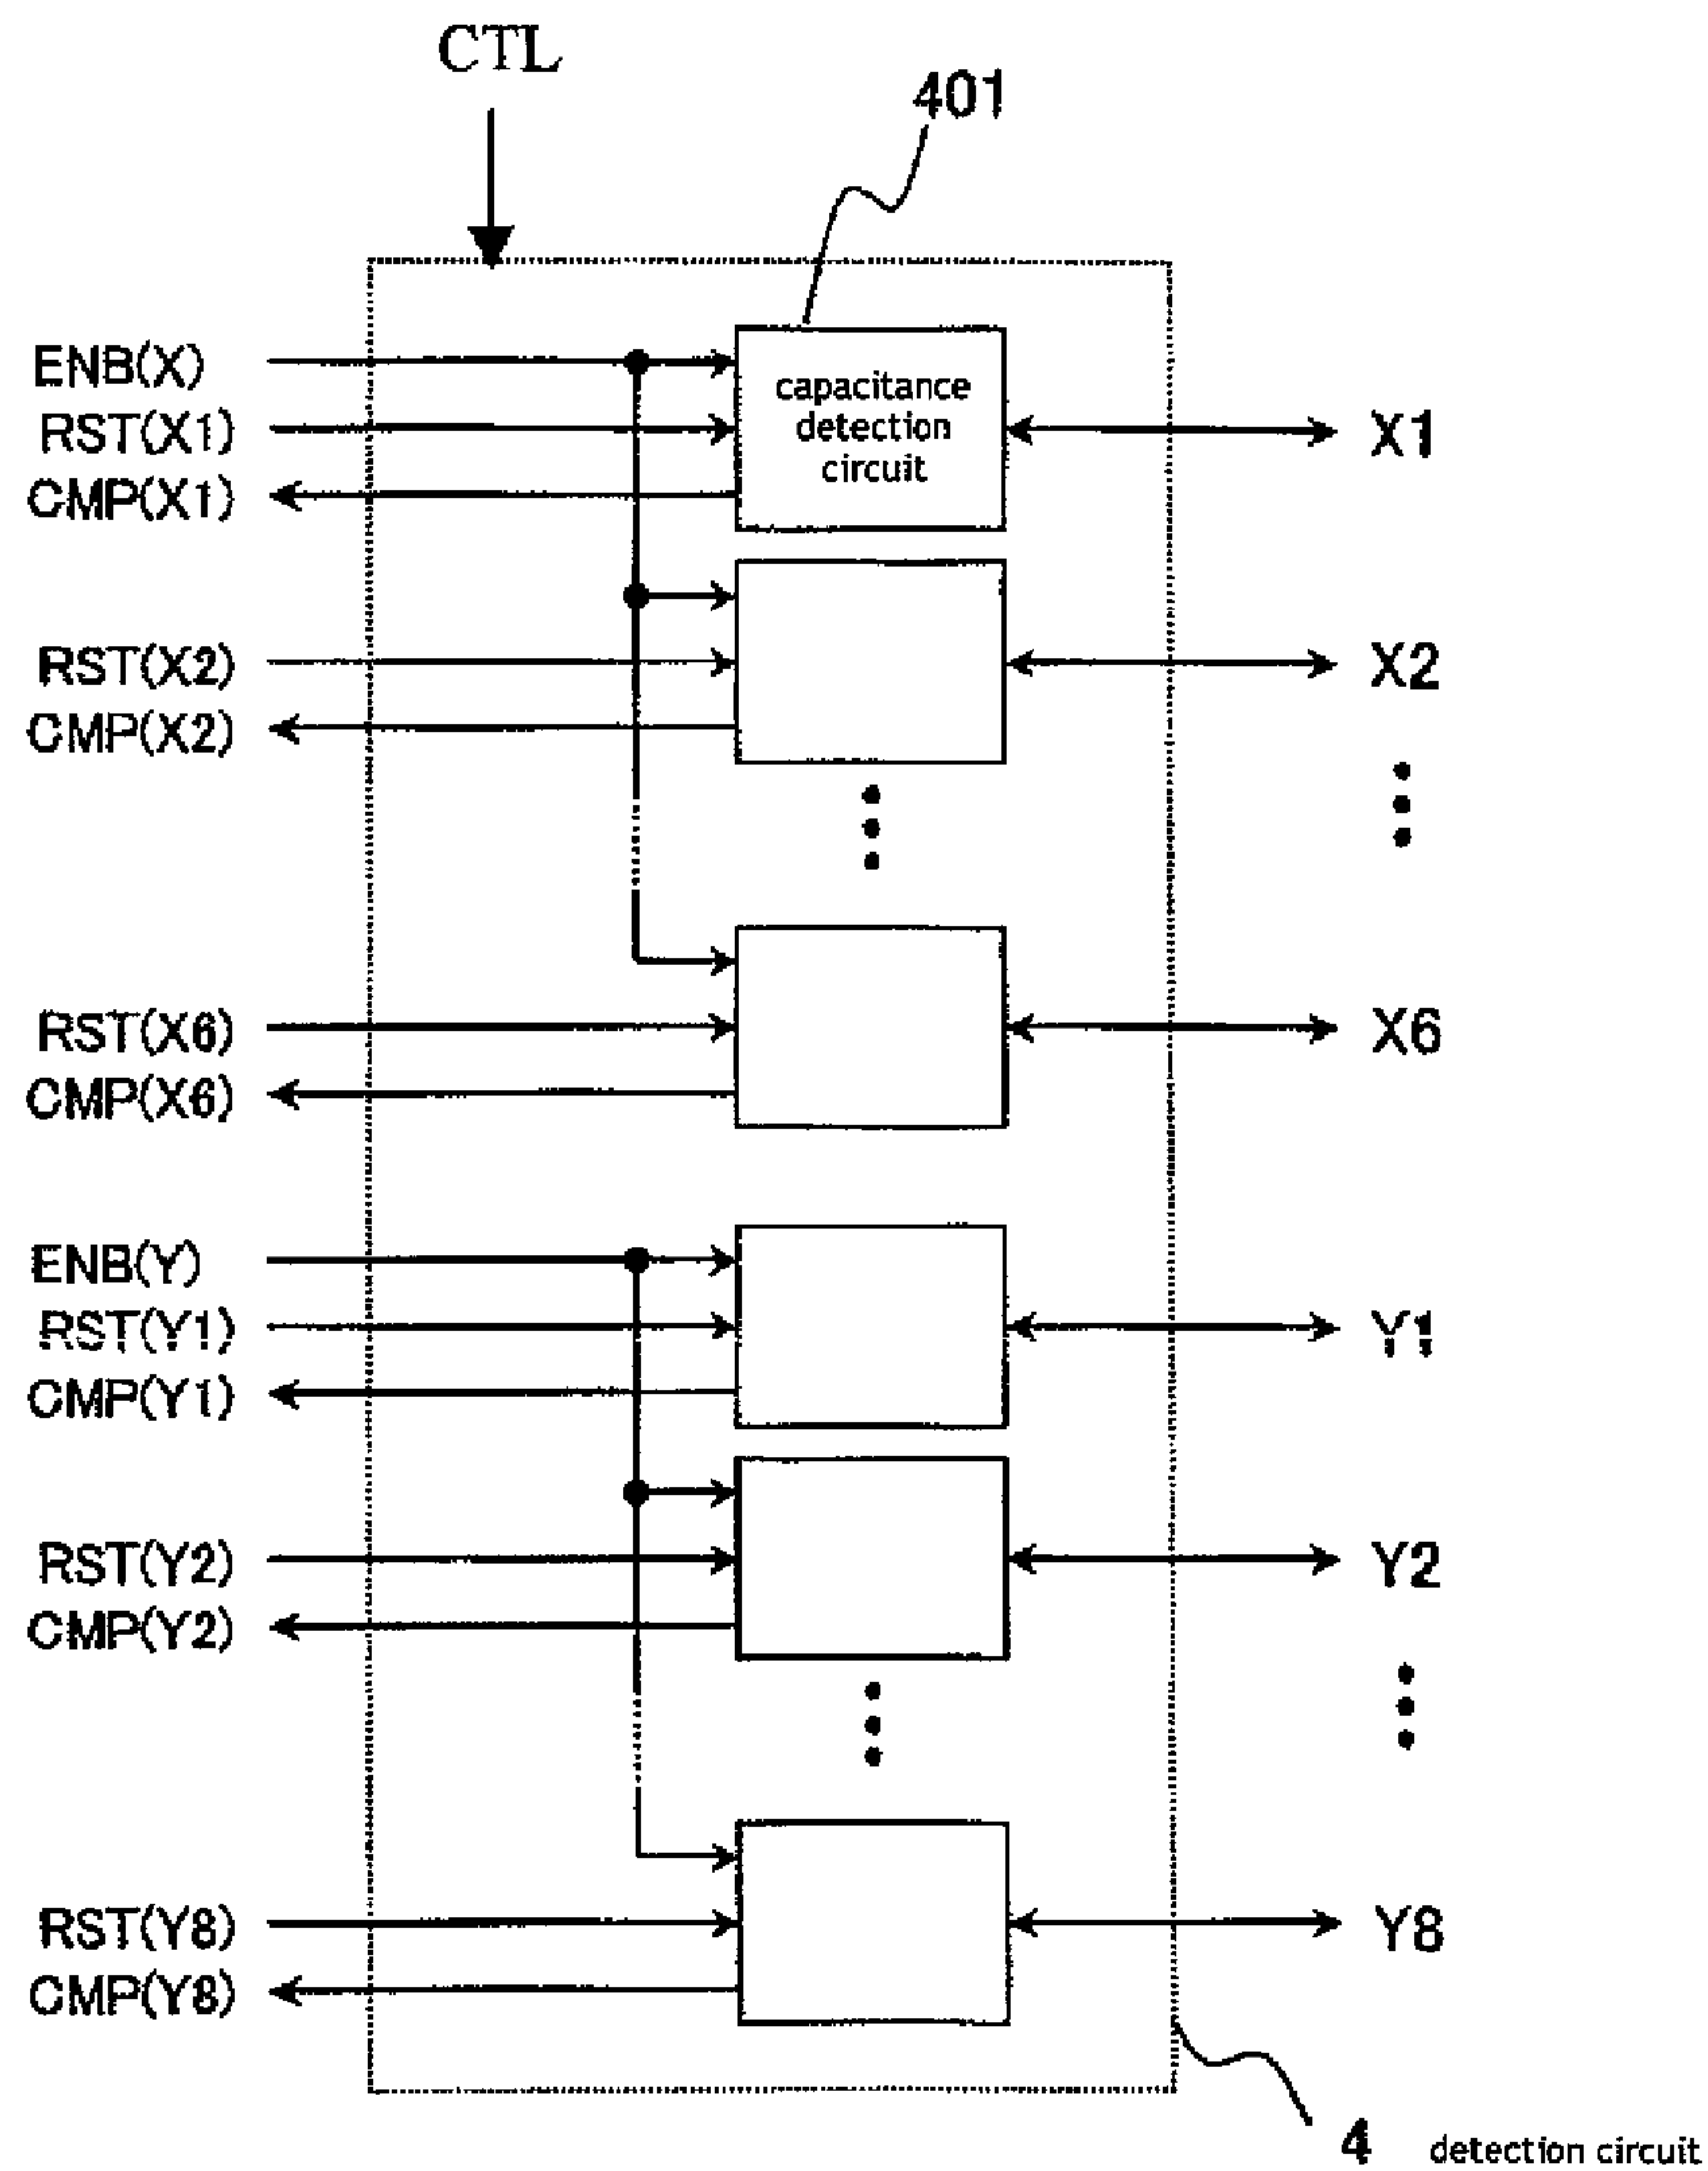 CTL
401
ENB(X)
RST(X1)
CMP(X1)
capacitance
detection
circuit
X1
RST(X2)
CMP(X2)
X2
RST(X6)
CMP(X6)
X6
ENB(Y)
RST(Y1)
CMP(Y1)
Y1
RST(Y2)
CMP(Y2)
Y2
RST(Y8)
CMP(Y8)
Y8
4 detection circuit